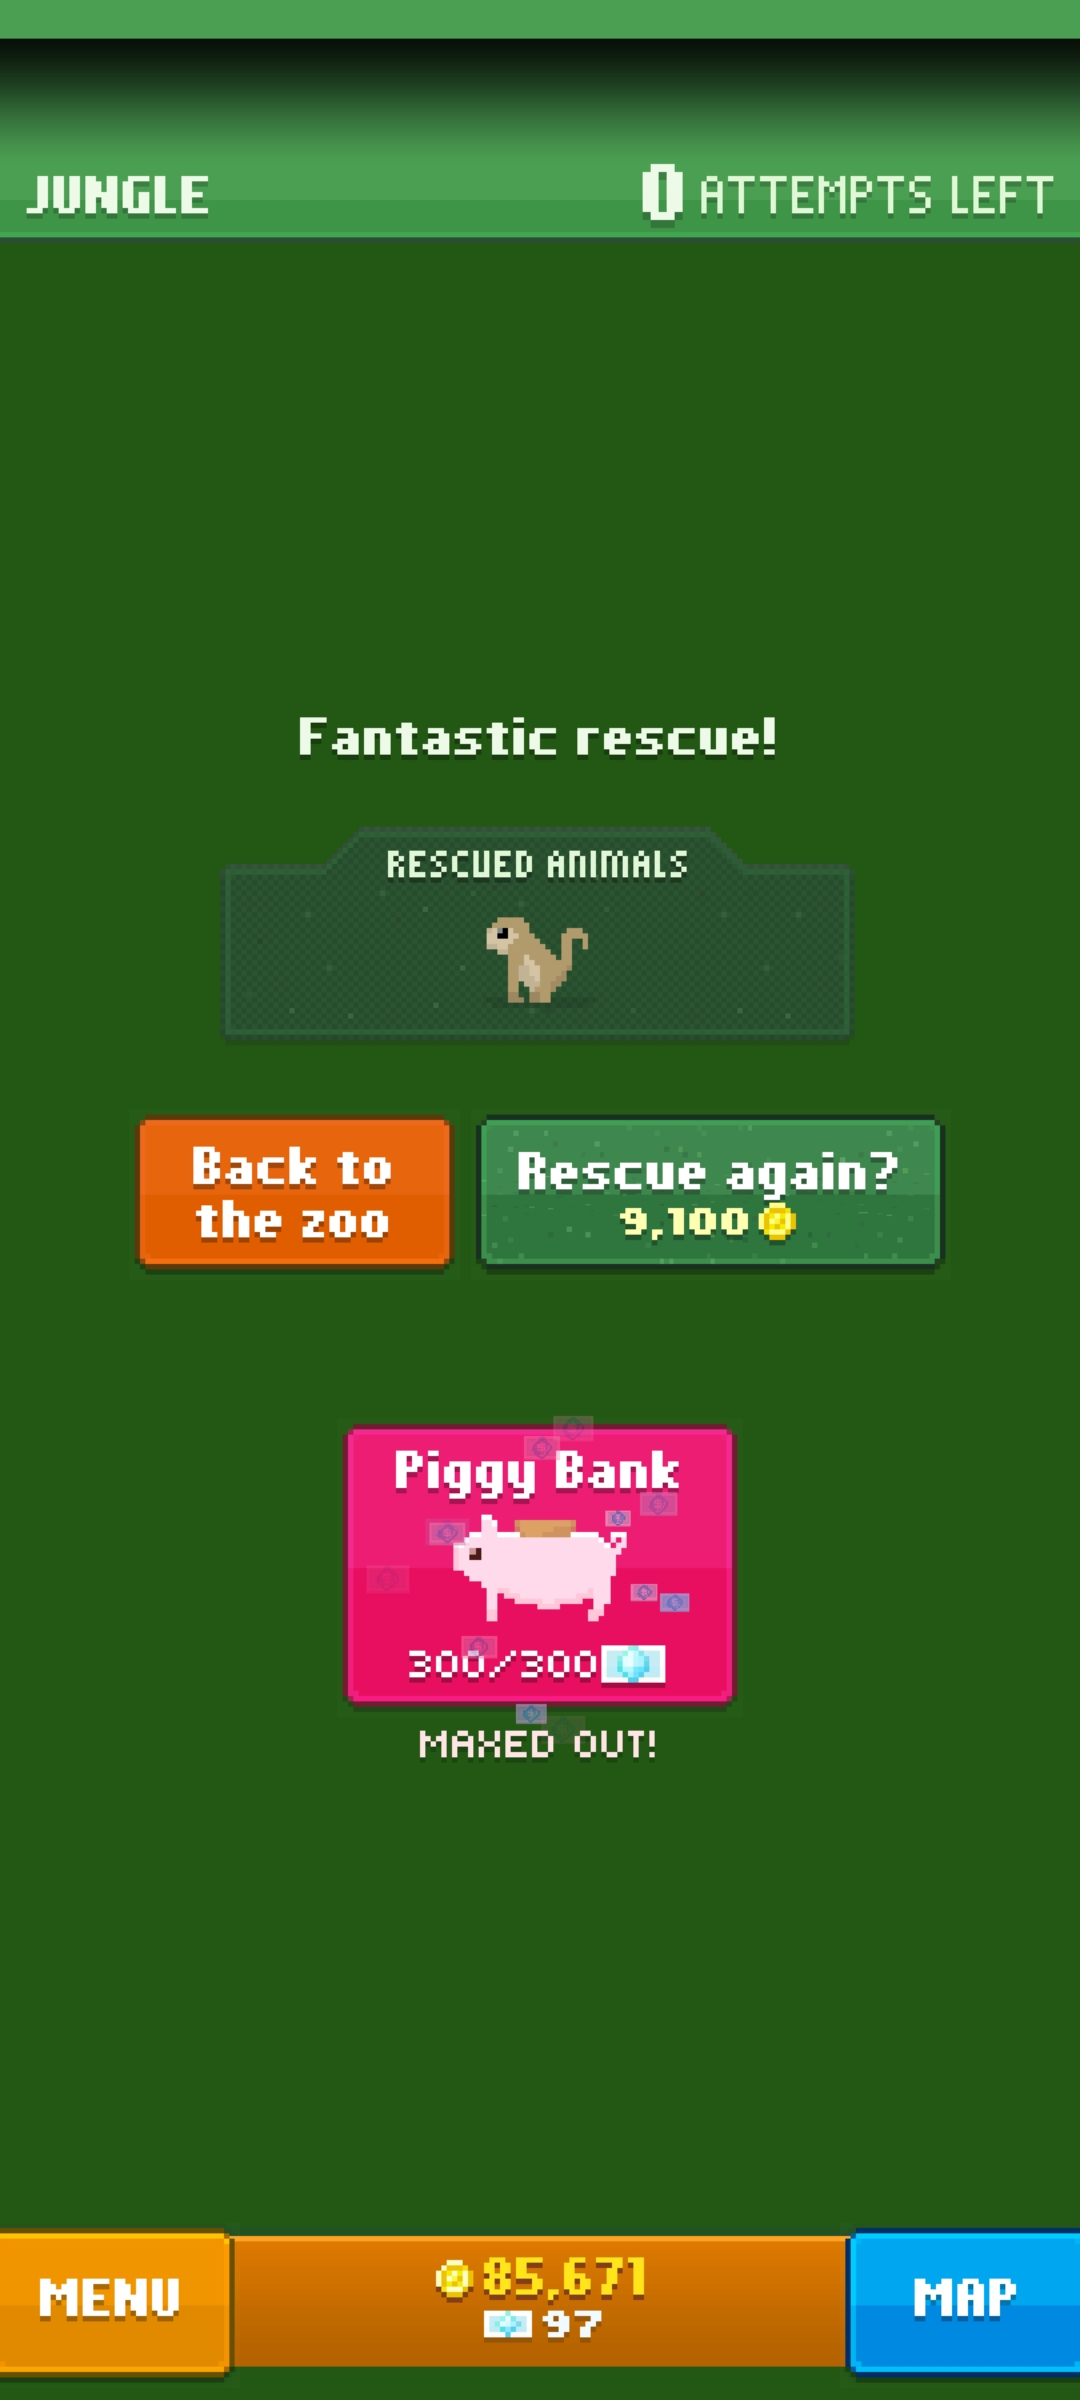 JUNGLE
0 ATTEMPTS LEFT
Fantastic rescue!
RESCUED ANIMALS
Back to
the zoo
Rescue again?
9,100
Piggy Bank
300/300
MAXED OUT!
MENU
85,671
97
MAP